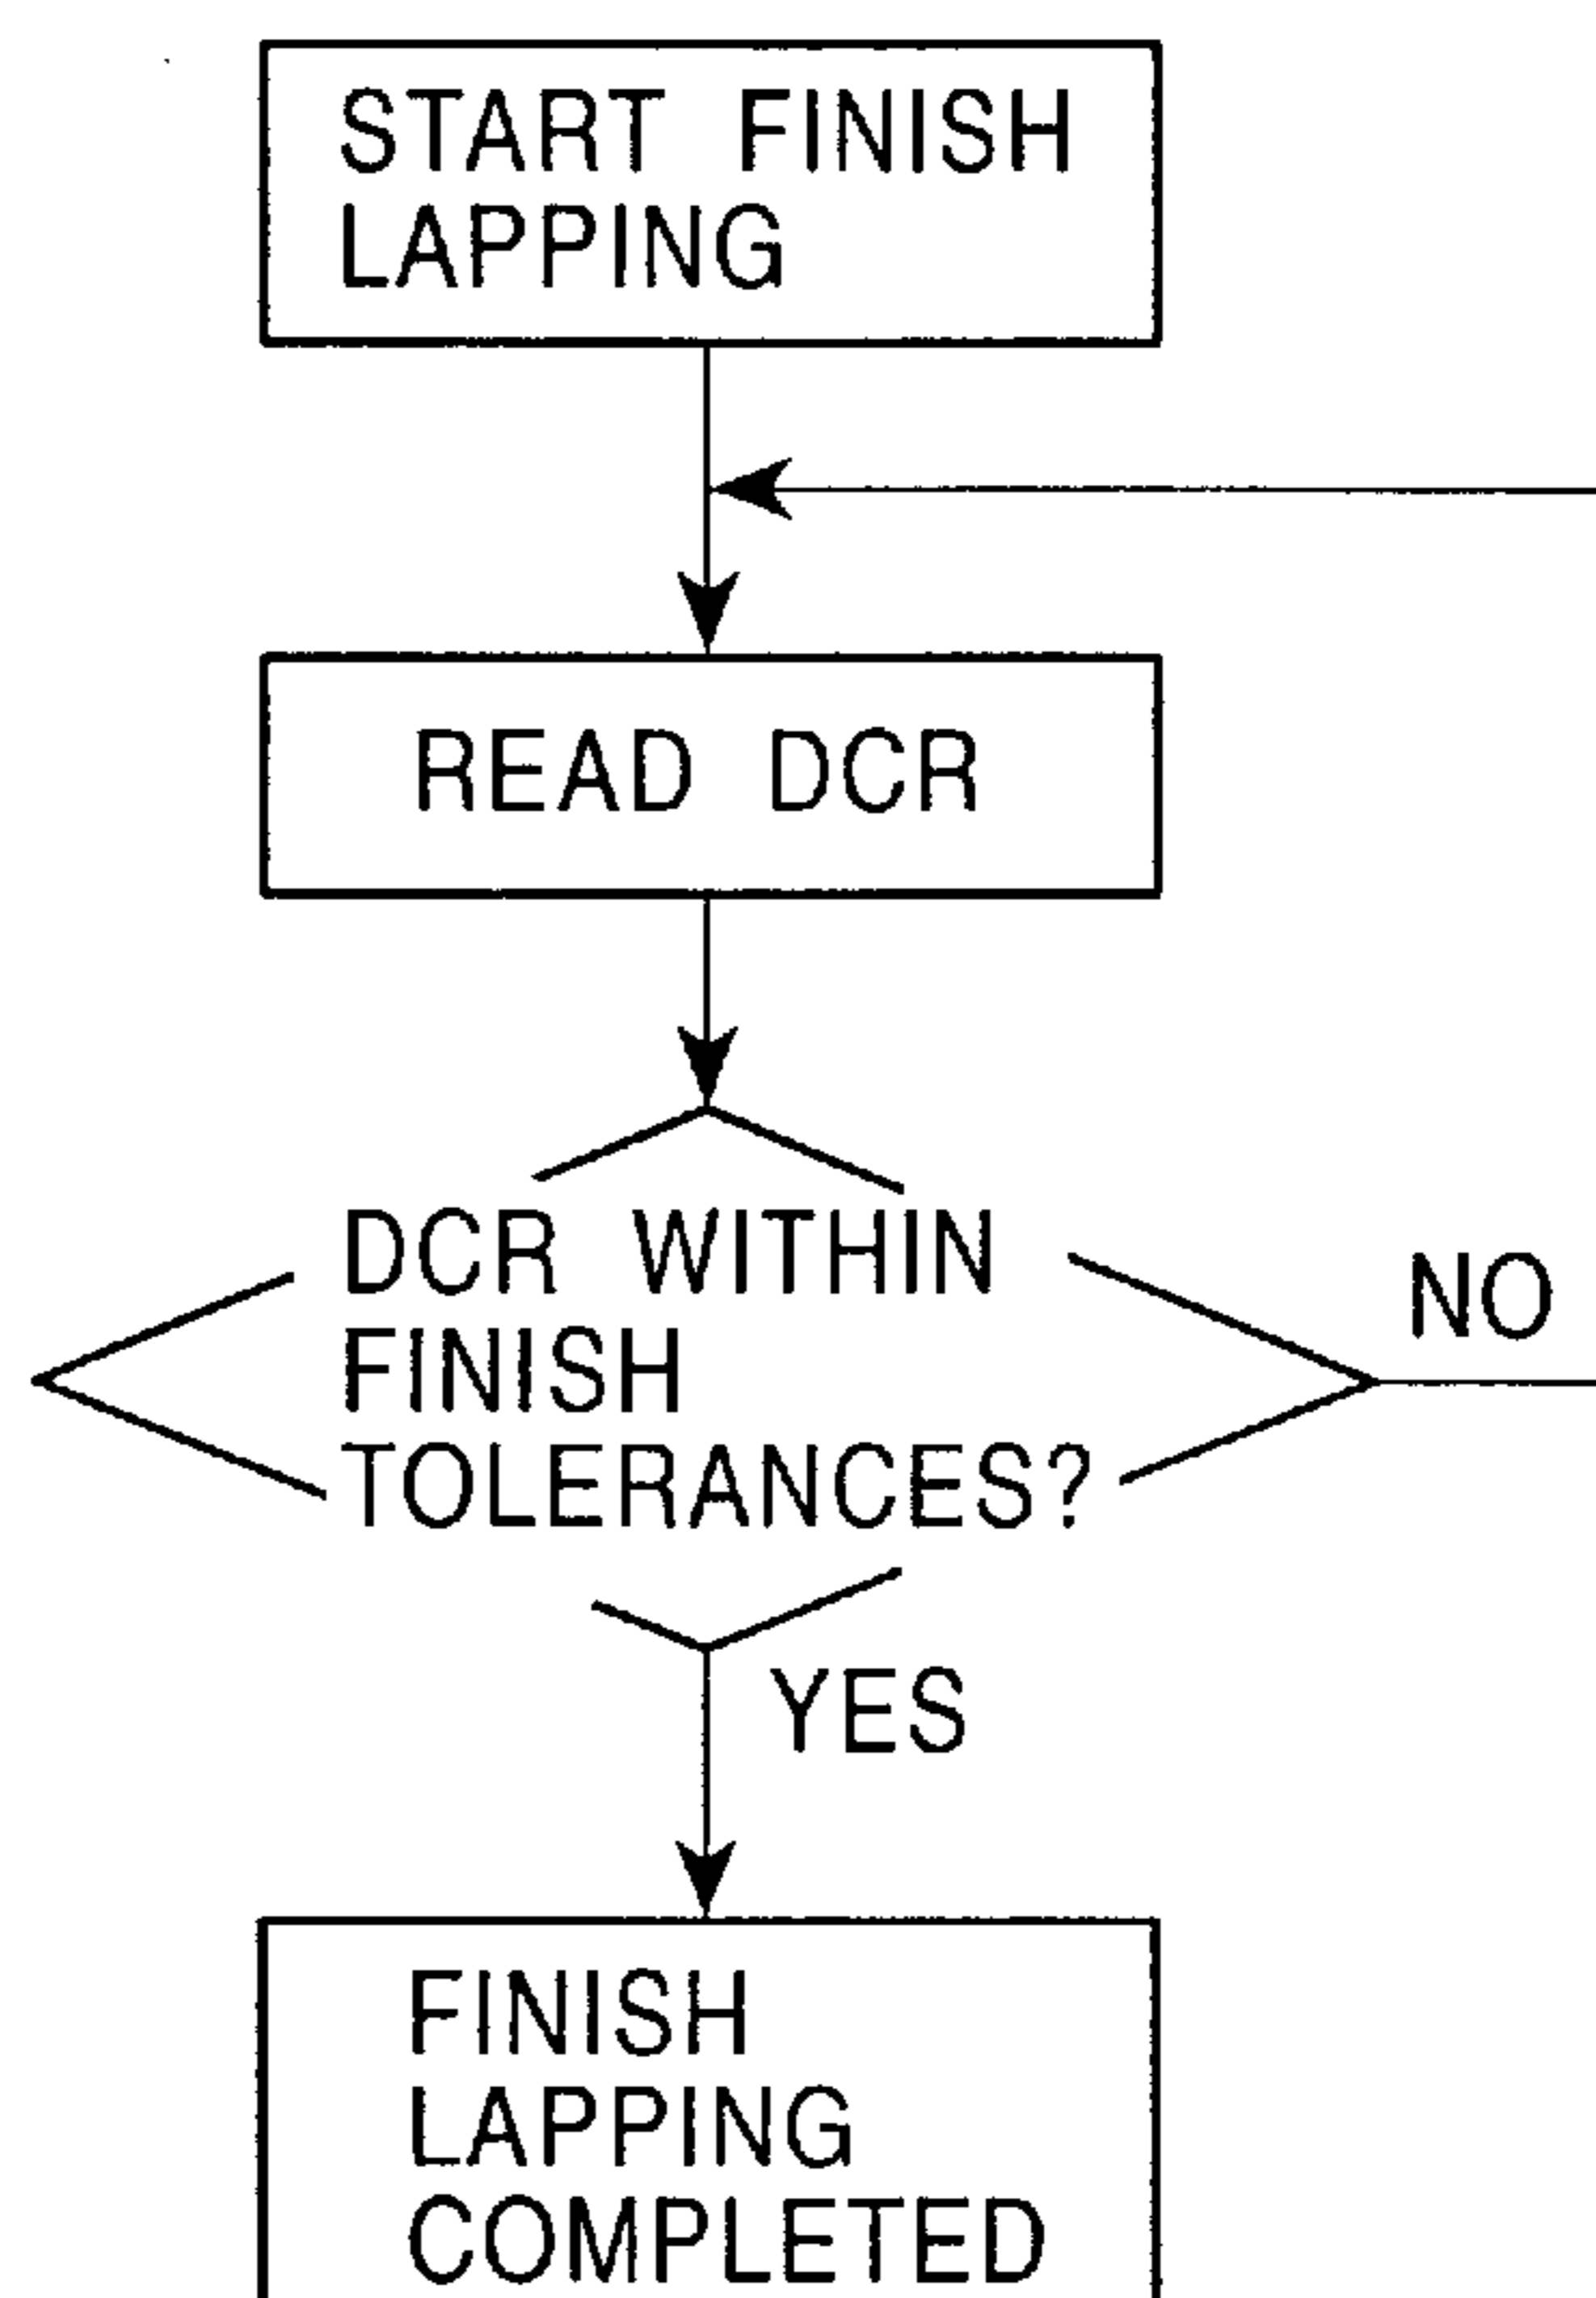 START FINISH
LAPPING
READ DCR
DCR WITHIN
FINISH
TOLERANCES?
NO
YES
FINISH
LAPPING
COMPLETED